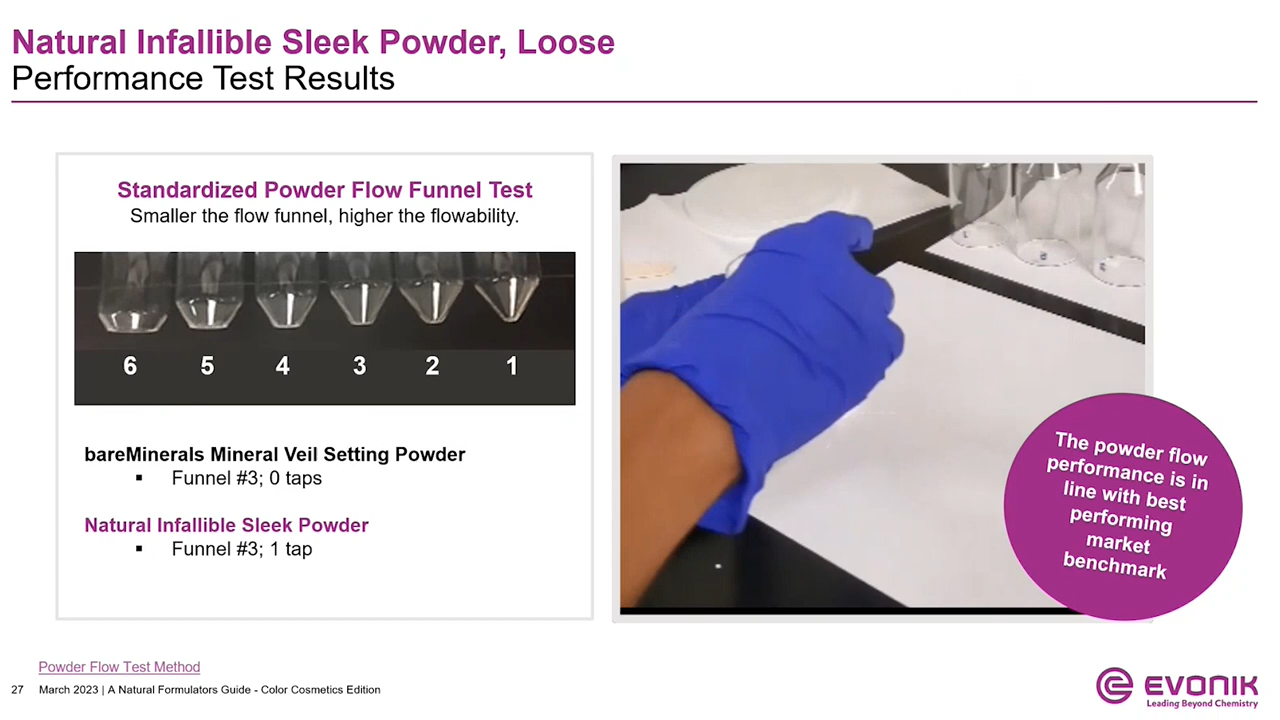 Natural Infallible Sleek Powder, Loose
Performance Test Results
Standardized Powder Flow Funnel Test
Smaller the flow funnel, higher the flowability.
6 5 4 3 2 1
bareMinerals Mineral Veil Setting Powder
▪ Funnel #3; 0 taps
Natural Infallible Sleek Powder
▪ Funnel #3; 1 tap
The powder flow
performance is in
line with best
performing
market
benchmark
Powder Flow Test Method
27 March 2023 | A Natural Formulators Guide - Color Cosmetics Edition
EVONIK
Leading Beyond Chemistry